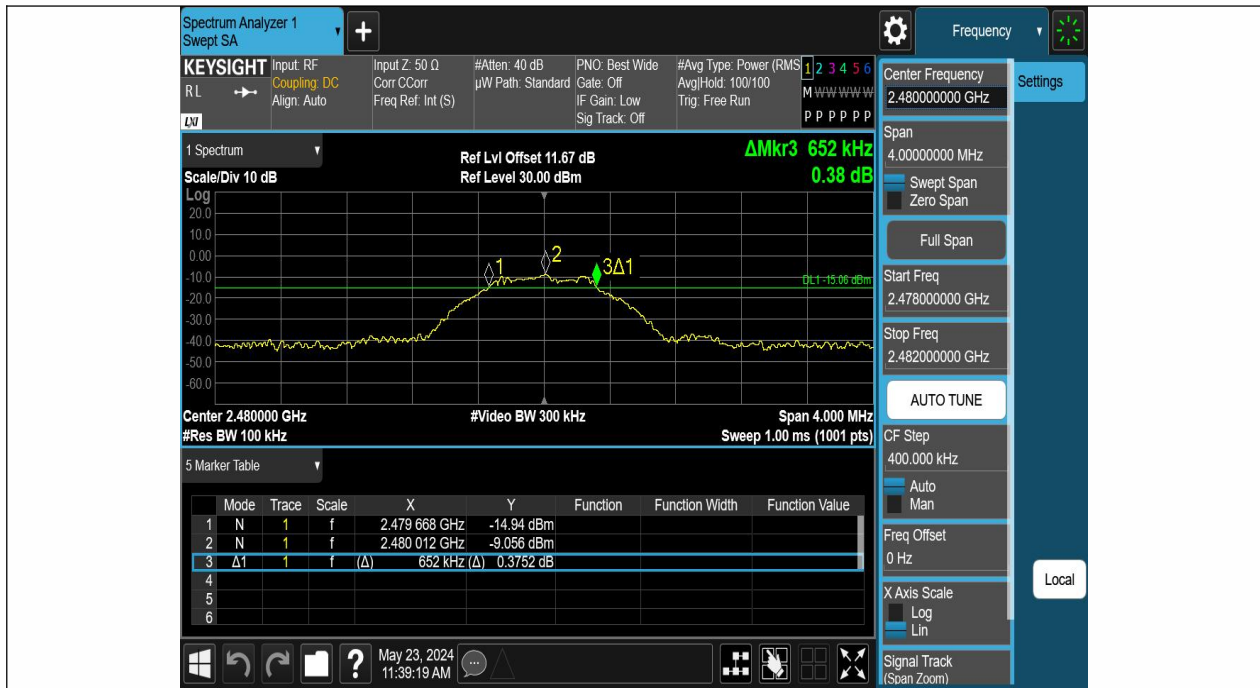 Spectrum Analyzer 1
Swept SA
+
Frequency
KEYSIGHT
RL
LXI
Input: RF
Coupling: DC
Align: Auto
Input Z: 50 Ω
Corr CCorr
Freq Ref: Int (S)
#Atten: 40 dB
µW Path: Standard
PNO: Best Wide
Gate: Off
IF Gain: Low
Sig Track: Off
#Avg Type: Power (RMS
Avg|Hold: 100/100
Trig: Free Run
1 2 3 4 5 6
M W W W W W
P P P P P P
1 Spectrum
Scale/Div 10 dB
Ref Lvl Offset 11.67 dB
Ref Level 30.00 dBm
ΔMkr3 652 kHz
0.38 dB
Log
20.0
10.0
0.00
-10.0
-20.0
-30.0
-40.0
-50.0
-60.0
1
2
3Δ1
DL1 -15.06 dBm
Center 2.480000 GHz
#Video BW 300 kHz
Span 4.000 MHz
#Res BW 100 kHz
Sweep 1.00 ms (1001 pts)
5 Marker Table
Mode Trace Scale X Y Function Function Width Function Value
1 N 1 f 2.479 668 GHz -14.94 dBm
2 N 1 f 2.480 012 GHz -9.056 dBm
3 Δ1 1 f (Δ) 652 kHz (Δ) 0.3752 dB
4
5
6
?
May 23, 2024
11:39:19 AM
Center Frequency
2.480000000 GHz
Span
4.00000000 MHz
Swept Span
Zero Span
Full Span
Start Freq
2.478000000 GHz
Stop Freq
2.482000000 GHz
AUTO TUNE
CF Step
400.000 kHz
Auto
Man
Freq Offset
0 Hz
X Axis Scale
Log
Lin
Signal Track
(Span Zoom)
Settings
Local